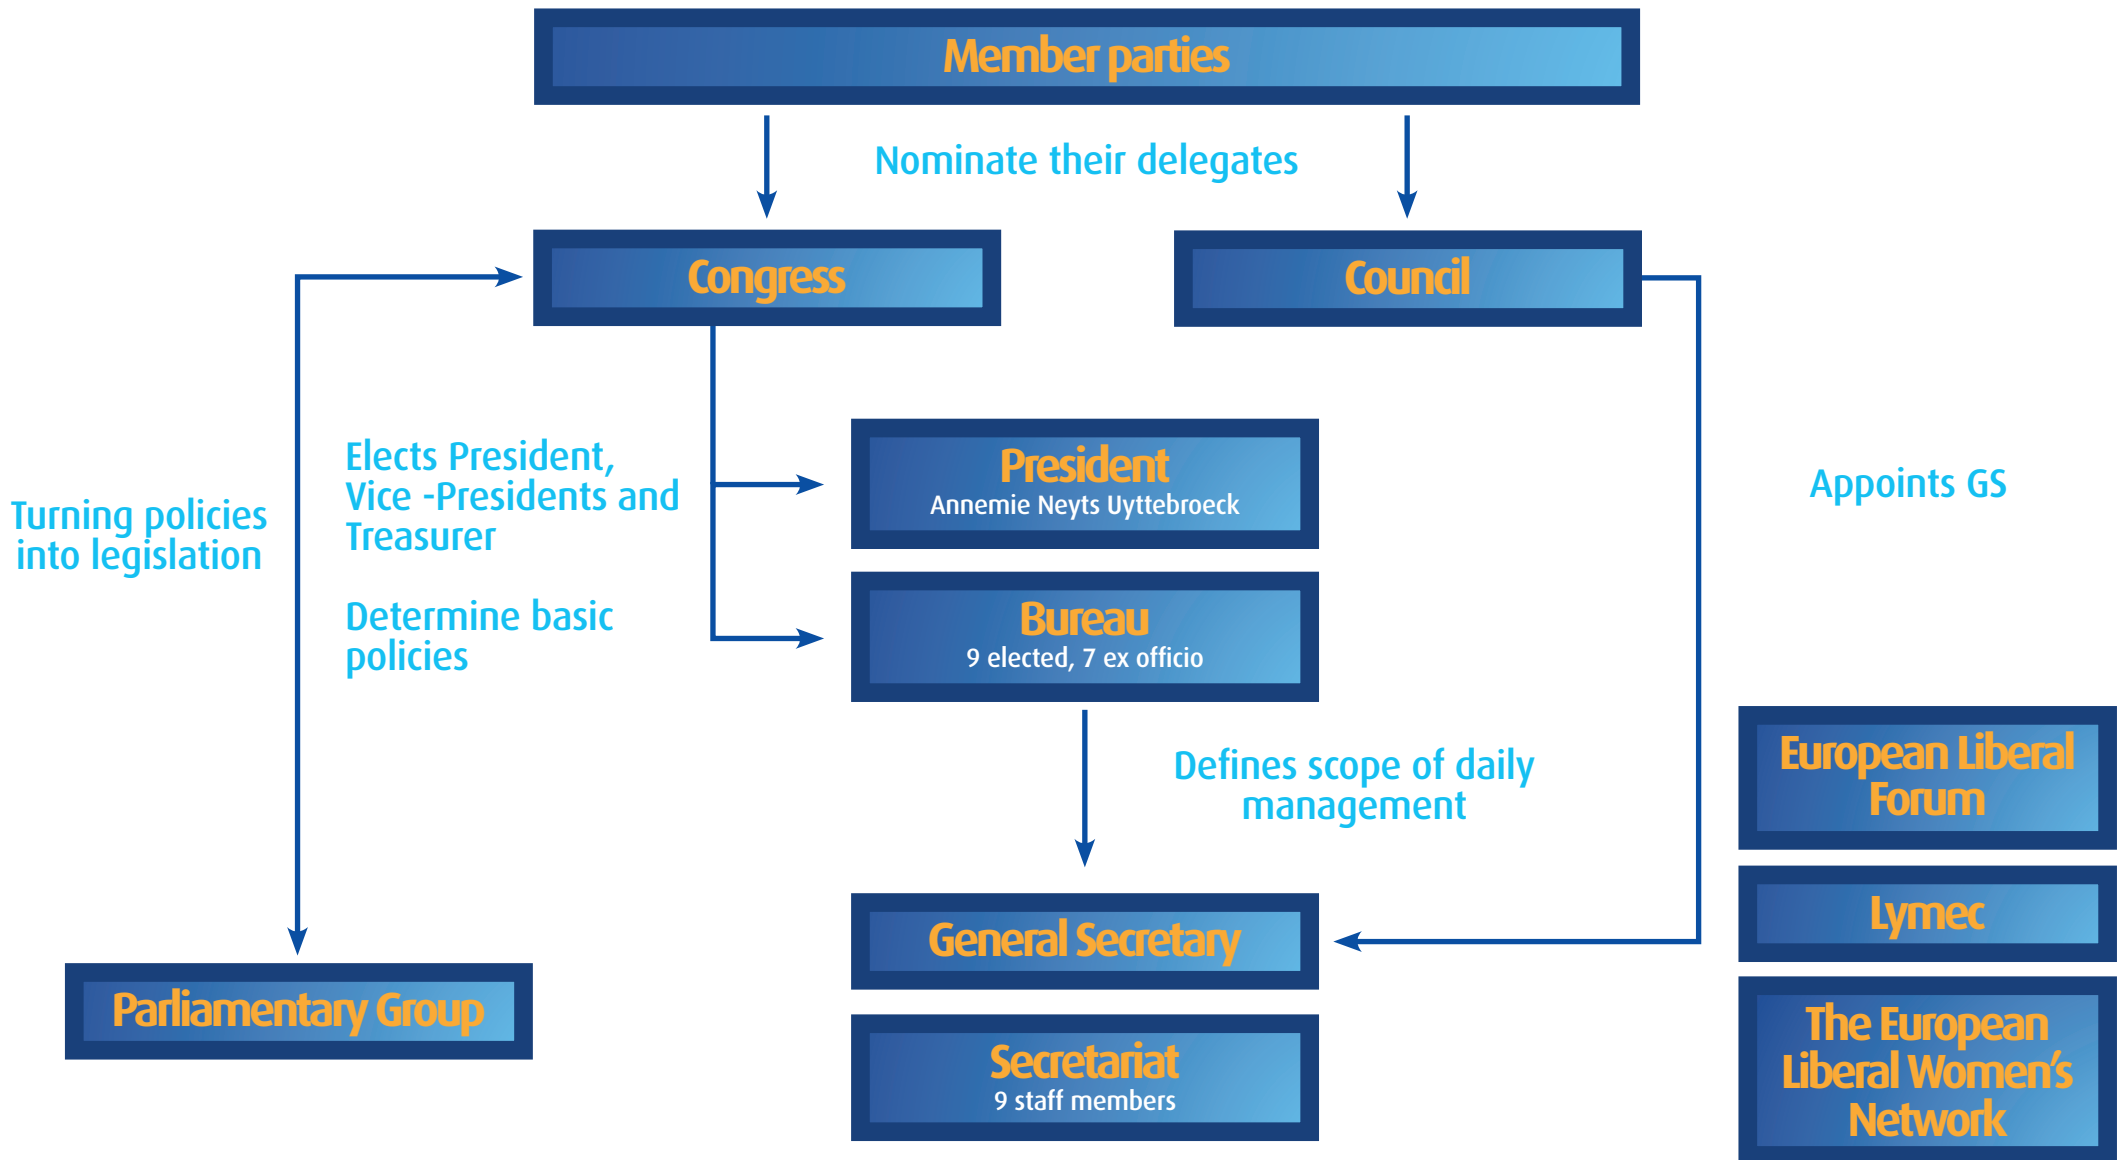 Member parties
Nominate their delegates
Congress
Council
Elects President,
Vice -Presidents and
Treasurer
Determine basic
policies
Turning policies
into legislation
President
Annemie Neyts Uyttebroeck
Appoints GS
Bureau
9 elected, 7 ex officio
Defines scope of daily
management
European Liberal
Forum
Lymec
The European
Liberal Women's
Network
General Secretary
Parliamentary Group
Secretariat
9 staff members